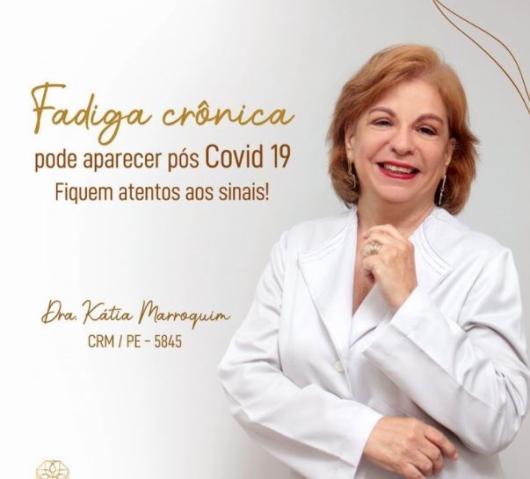 Fadiga crônica
pode aparecer pós Covid 19
Fiquem atentos aos sinais!
Dra. Kátia Marroquim
CRM / PE - 5845